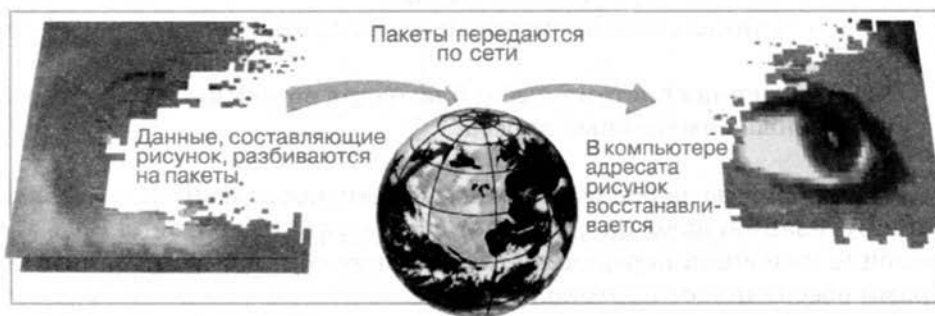 Пакеты передаются
по сети
Данные, составляющие
рисунок, разбиваются
на пакеты,
В компьютере
адресата
рисунок
восстанавли-
вается